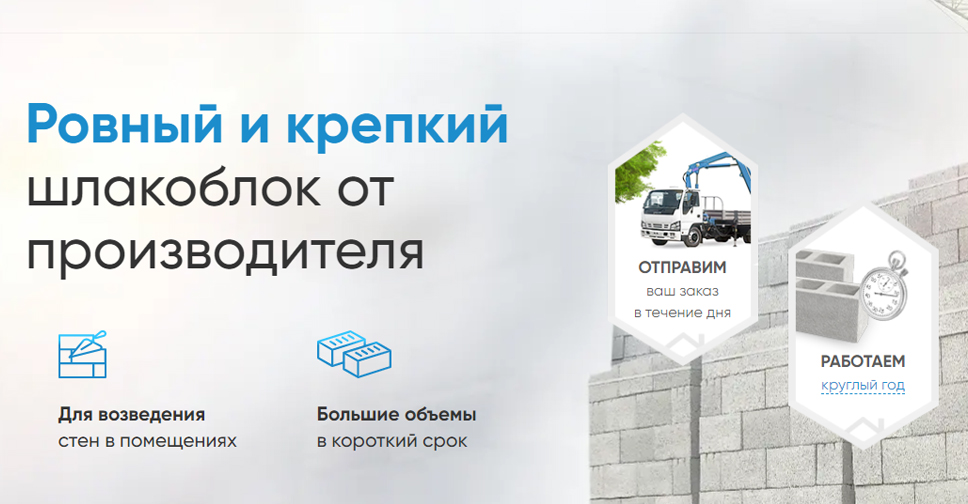 Ровный и крепкий
шлакоблок от
производителя
ОТПРАВИМ
ваш заказ
в течение дня
РАБОТАЕМ
круглый год
Для возведения
стен в помещениях
Большие объемы
в короткий срок